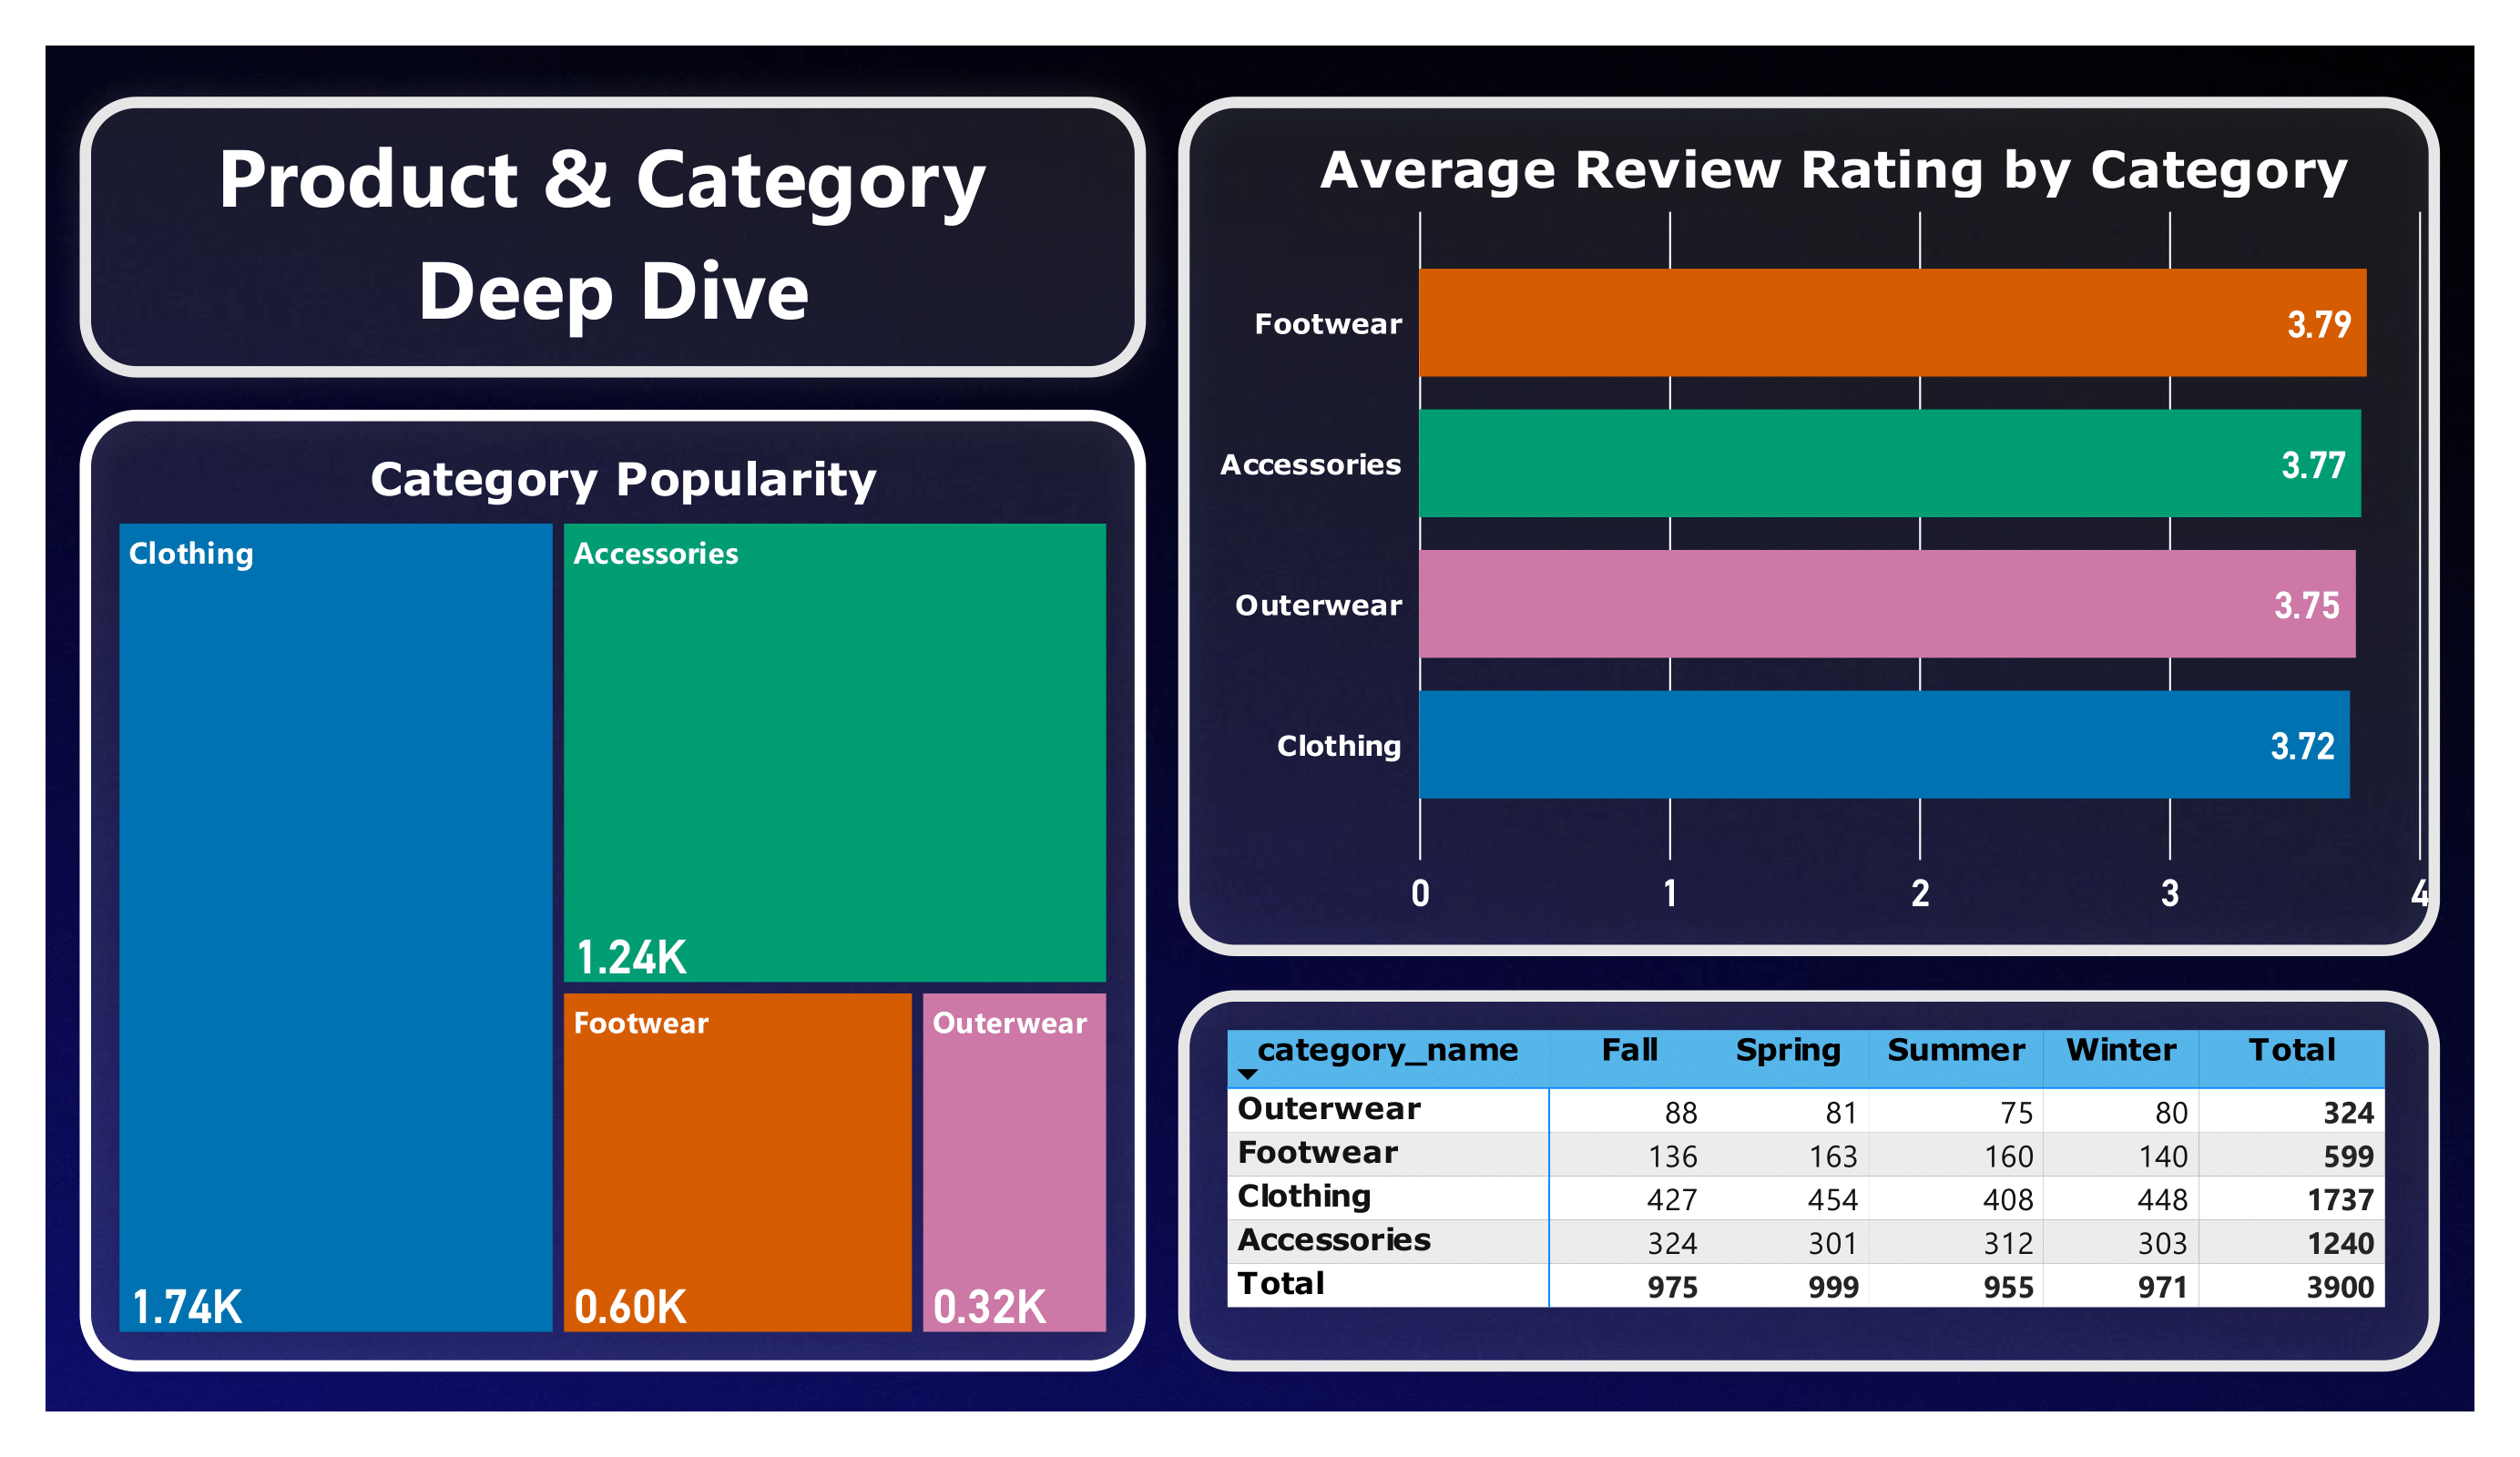 Product & Category
Deep Dive
Category Popularity
Clothing
1.74K
Accessories
1.24K
Footwear
0.60K
Outerwear
0.32K
Average Review Rating by Category
Footwear 3.79
Accessories 3.77
Outerwear 3.75
Clothing 3.72
0 1 2 3 4
category_name Fall Spring Summer Winter Total
Outerwear 88 81 75 80 324
Footwear 136 163 160 140 599
Clothing 427 454 408 448 1737
Accessories 324 301 312 303 1240
Total 975 999 955 971 3900